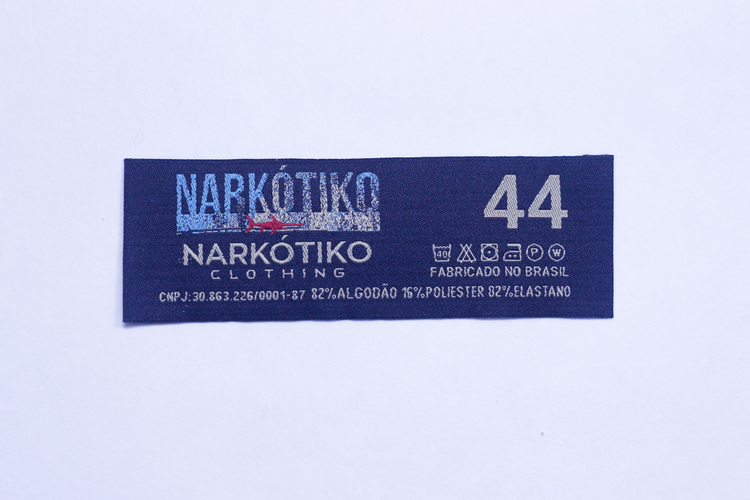 NARKÓTIKO
NARKÓTIKO
CLOTHING
44
40 P W
FABRICADO NO BRASIL
CNPJ:30.863.226/0001-87 82%ALGODÃO 16%POLIESTER 02%ELASTANO